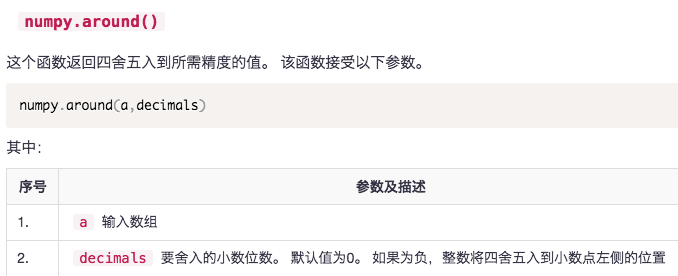 numpy.around()
这个函数返回四舍五入到所需精度的值。 该函数接受以下参数。
numpy.around(a,decimals)
其中：
序号 参数及描述
1. a 输入数组
2. decimals 要舍入的小数位数。 默认值为0。 如果为负，整数将四舍五入到小数点左侧的位置